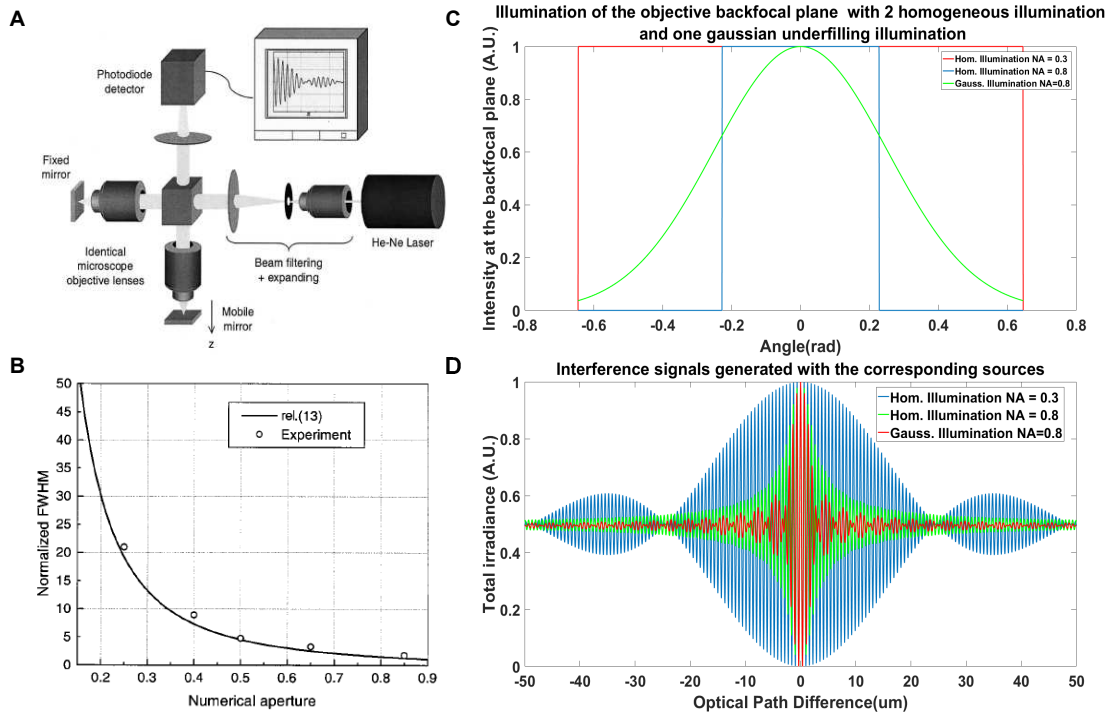 A
Photodiode
detector
z
Fixed
mirror
He-Ne Laser
Identical
microscope
objective lenses
Beam filtering
+ expanding
Mobile
mirror
z
B
50
45
40
35
30
25
20
15
10
5
0
Normalized FWHM
rel.(13)
Experiment
0.2 0.3 0.4 0.5 0.6 0.7 0.8 0.9
Numerical aperture
C
Illumination of the objective backfocal plane with 2 homogeneous illumination
and one gaussian underfilling illumination
Intensity at the backfocal plane (A.U.)
1
0.8
0.6
0.4
0.2
0
Hom. Illumination NA = 0.3
Hom. Illumination NA = 0.8
Gauss. Illumination NA=0.8
-0.8 -0.6 -0.4 -0.2 0 0.2 0.4 0.6 0.8
Angle(rad)
D
Interference signals generated with the corresponding sources
Total irradiance (A.U.)
1
0.8
0.6
0.4
0.2
0
Hom. Illumination NA = 0.3
Hom. Illumination NA = 0.8
Gauss. Illumination NA=0.8
-50 -40 -30 -20 -10 0 10 20 30 40 50
Optical Path Difference(um)